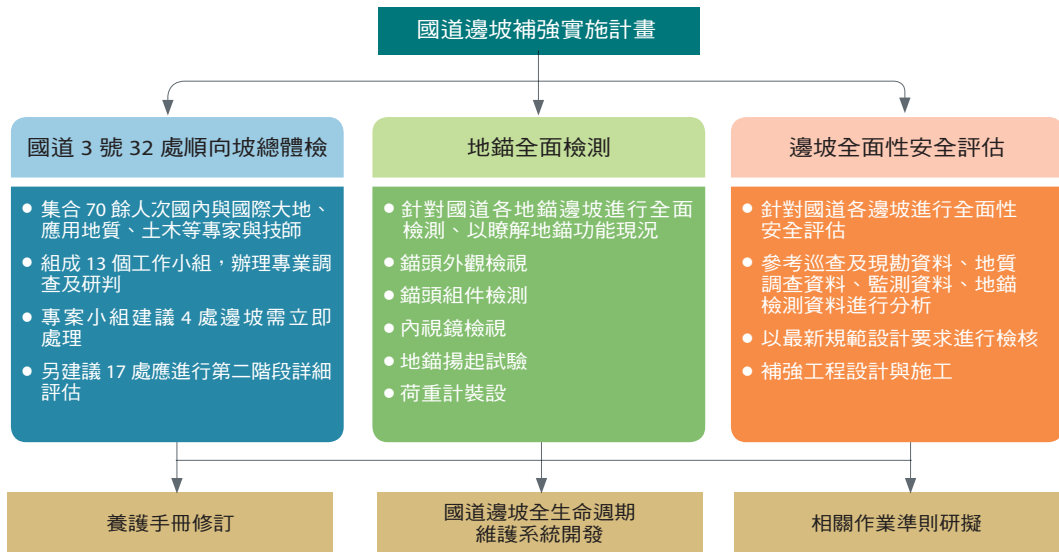 國道邊坡補強實施計畫
國道 3 號 32 處順向坡總體檢
集合 70 餘人次國內與國際大地、
應用地質、土木等專家與技師
組成 13 個工作小組，辦理專業調
查及研判
專案小組建議 4 處邊坡需立即
處理
另建議 17 處應進行第二階段詳細
評估
地錨全面檢測
針對國道各地錨邊坡進行全面
檢測、以瞭解地錨功能現況
錨頭外觀檢視
錨頭組件檢測
內視鏡檢視
地錨揚起試驗
荷重計裝設
邊坡全面性安全評估
針對國道各邊坡進行全面性
安全評估
參考巡查及現勘資料、地質
調查資料、監測資料、地錨
檢測資料進行分析
以最新規範設計要求進行檢核
補強工程設計與施工
養護手冊修訂
國道邊坡全生命週期
維護系統開發
相關作業準則研擬